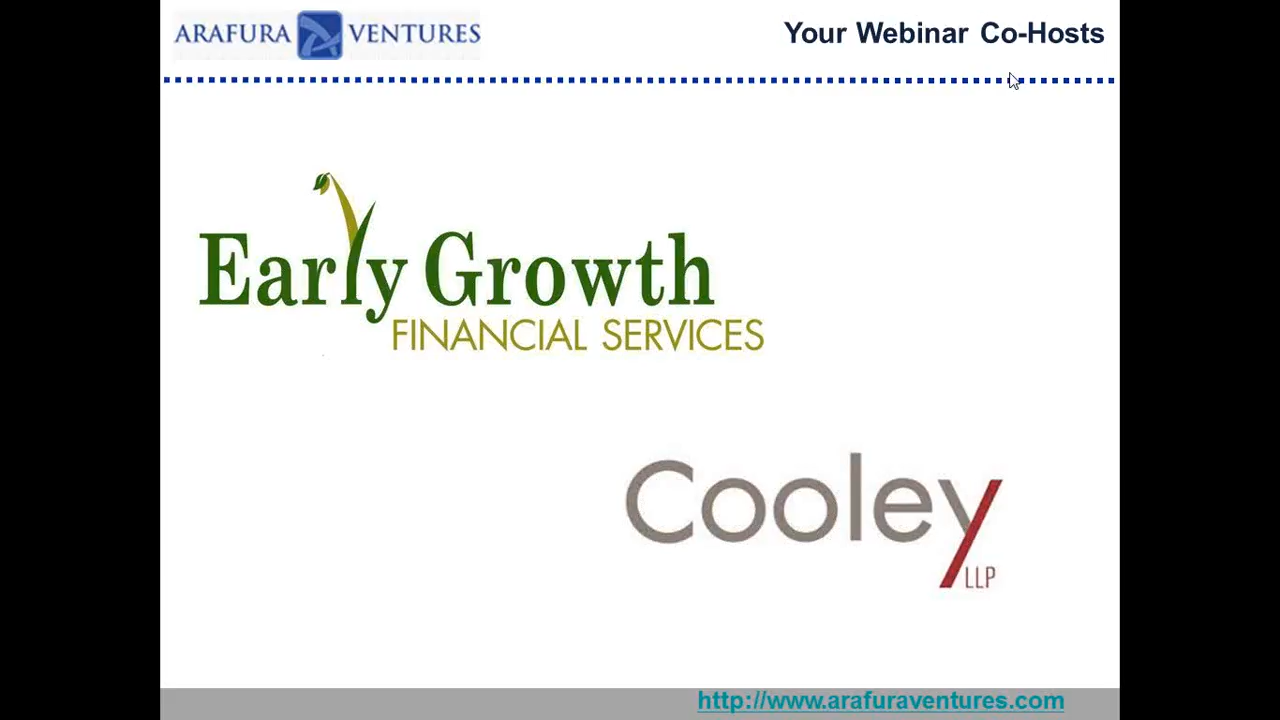 ARAFURA VENTURES
Your Webinar Co-Hosts
Early Growth
FINANCIAL SERVICES
Cooley
LLP
http://www.arafuraventures.com